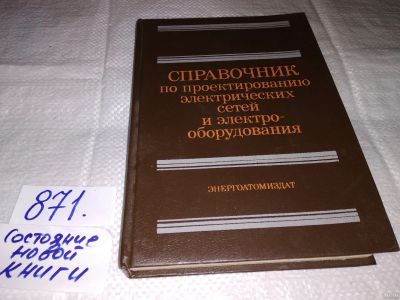 СПРАВОЧНИК
по проектированию
электрических
сетей
и электро-
оборудования
ЭНЕРГОАТОМИЗДАТ
871.
состояние
новой
книги